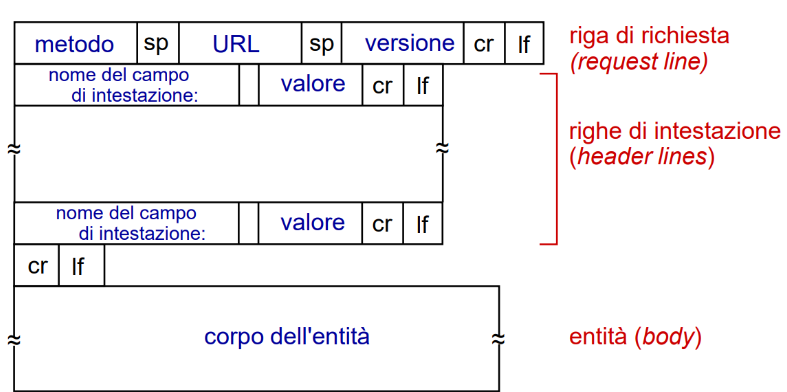 metodo sp URL sp versione cr lf riga di richiesta
(request line)
nome del campo
di intestazione: valore cr lf
righe di intestazione
(header lines)
nome del campo
di intestazione: valore cr lf
cr lf
corpo dell'entità entità (body)